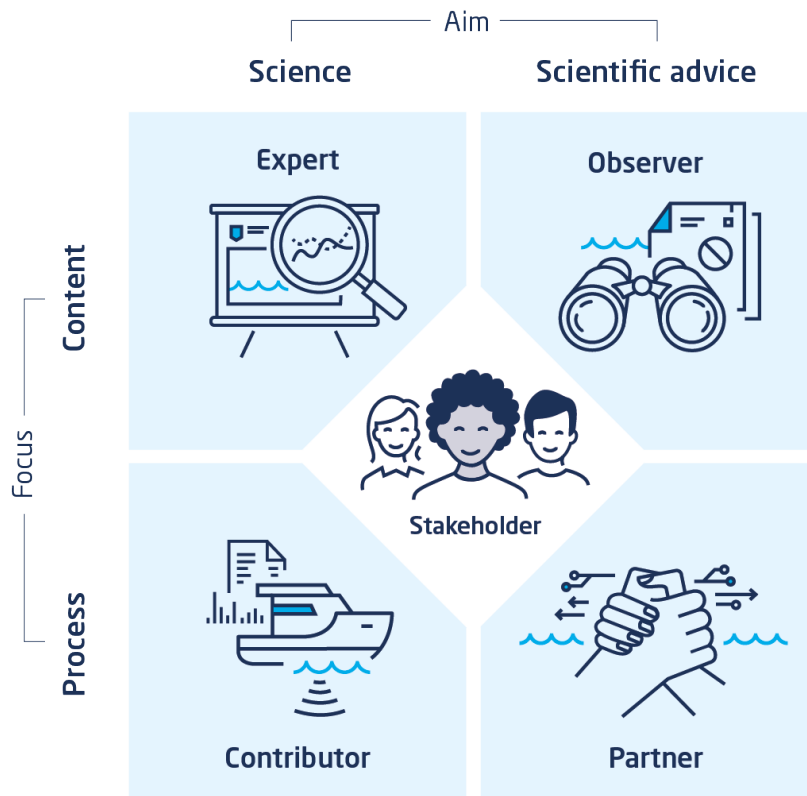 Aim
Science
Scientific advice
Expert
Observer
Content
Focus
Stakeholder
Process
Contributor
Partner